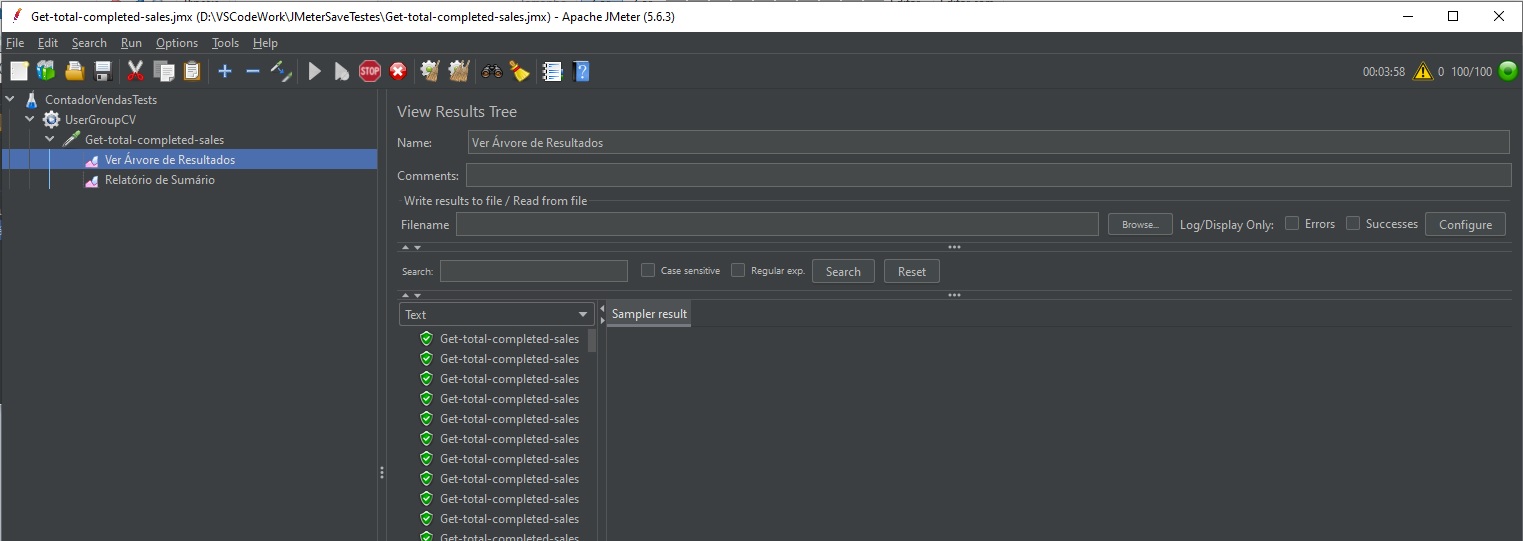 Get-total-completed-sales.jmx (D:\VSCodeWork\JMeterSaveTestes\Get-total-completed-sales.jmx) - Apache JMeter (5.6.3)
File Edit Search Run Options Tools Help
STOP 00:03:58 0 100/100
ContadorVendasTests
UserGroupCV
Get-total-completed-sales
Ver Árvore de Resultados
Relatório de Sumário
View Results Tree
Name: Ver Árvore de Resultados
Comments:
Write results to file / Read from file
Filename Browse... Log/Display Only: Errors Successes Configure
Search: Case sensitive Regular exp. Search Reset
Text Sampler result
Get-total-completed-sales
Get-total-completed-sales
Get-total-completed-sales
Get-total-completed-sales
Get-total-completed-sales
Get-total-completed-sales
Get-total-completed-sales
Get-total-completed-sales
Get-total-completed-sales
Get-total-completed-sales
Get-total-completed-sales